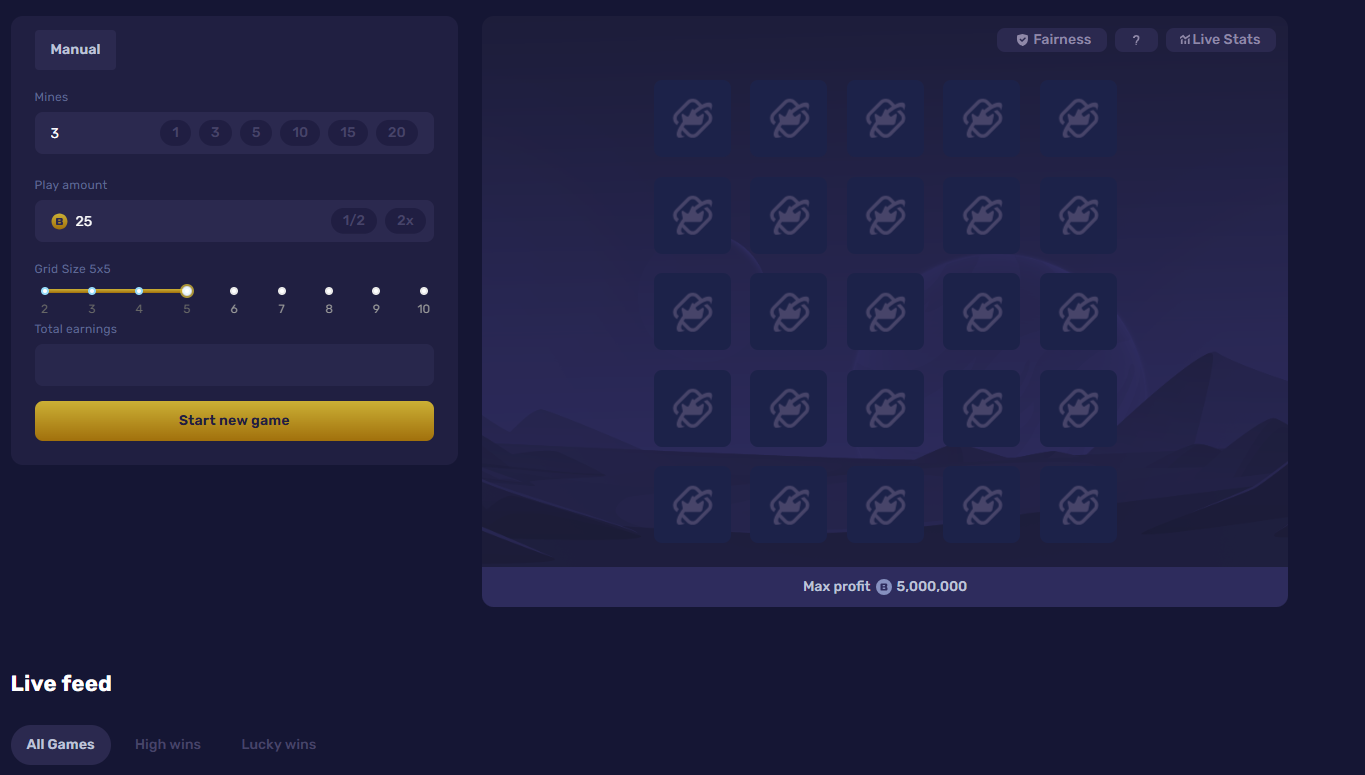 Manual
Mines
3 1 3 5 10 15 20
Play amount
B 25 1/2 2x
Grid Size 5x5
2 3 4 5 6 7 8 9 10
Total earnings
Start new game
Fairness ? Live Stats
Max profit B 5,000,000
Live feed
All Games High wins Lucky wins